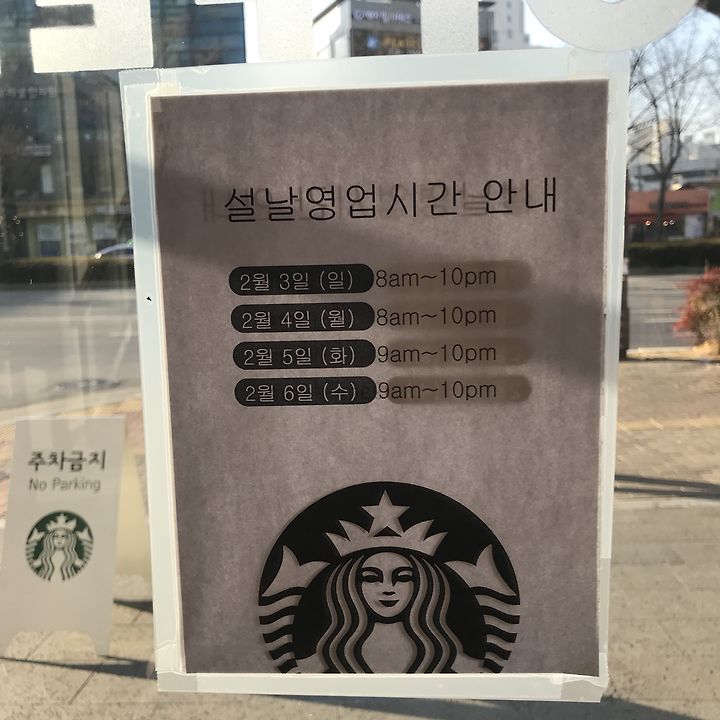 설날영업시간 안내
2월 3일 (일) 8am~10pm
2월 4일 (월) 8am~10pm
2월 5일 (화) 9am~10pm
2월 6일 (수) 9am~10pm
주차금지
No Parking